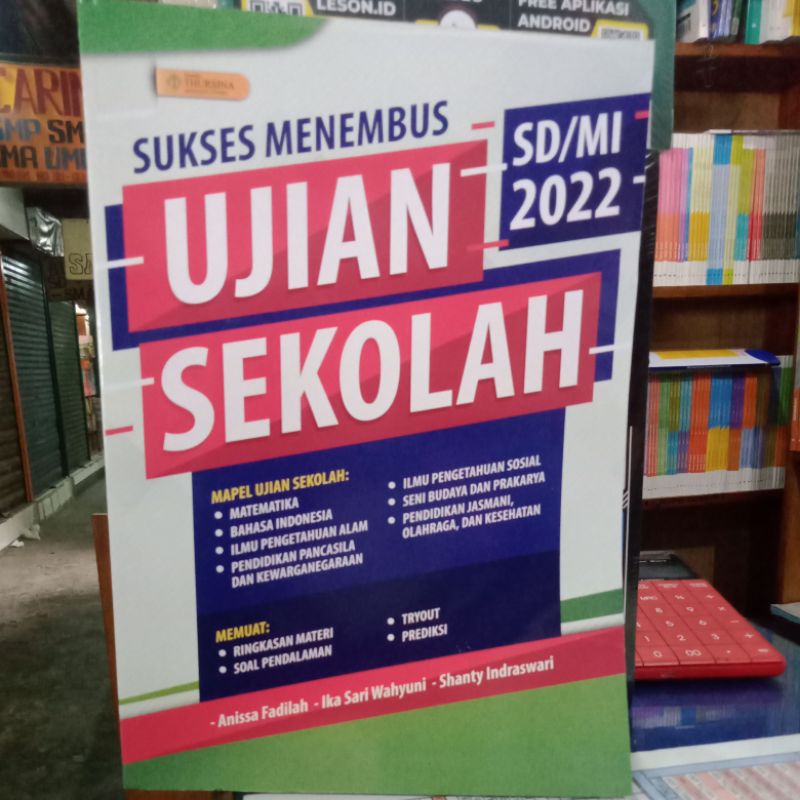 LESON.ID
FREE APLIKASI
ANDROID
THURSINA
SUKSES MENEMBUS
UJIAN
SEKOLAH
SD/MI
2022
MAPEL UJIAN SEKOLAH:
• MATEMATIKA
• BAHASA INDONESIA
• ILMU PENGETAHUAN ALAM
• PENDIDIKAN PANCASILA
DAN KEWARGANEGARAAN
• ILMU PENGETAHUAN SOSIAL
• SENI BUDAYA DAN PRAKARYA
• PENDIDIKAN JASMANI,
OLAHRAGA, DAN KESEHATAN
MEMUAT:
• RINGKASAN MATERI
• SOAL PENDALAMAN
• TRYOUT
• PREDIKSI
- Anissa Fadilah - Ika Sari Wahyuni - Shanty Indraswari